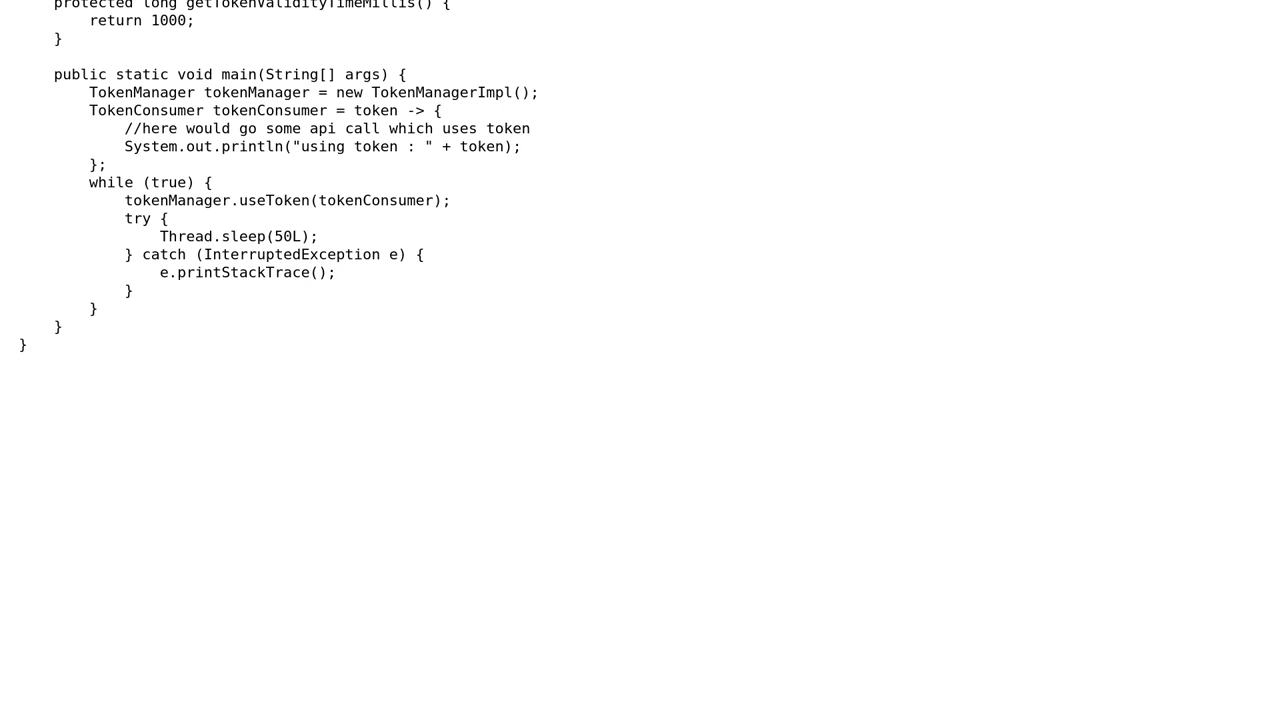 protected long getTokenValidityTimeMillis() {
        return 1000;
    }

    public static void main(String[] args) {
        TokenManager tokenManager = new TokenManagerImpl();
        TokenConsumer tokenConsumer = token -> {
            //here would go some api call which uses token
            System.out.println("using token : " + token);
        };
        while (true) {
            tokenManager.useToken(tokenConsumer);
            try {
                Thread.sleep(50L);
            } catch (InterruptedException e) {
                e.printStackTrace();
            }
        }
    }
}